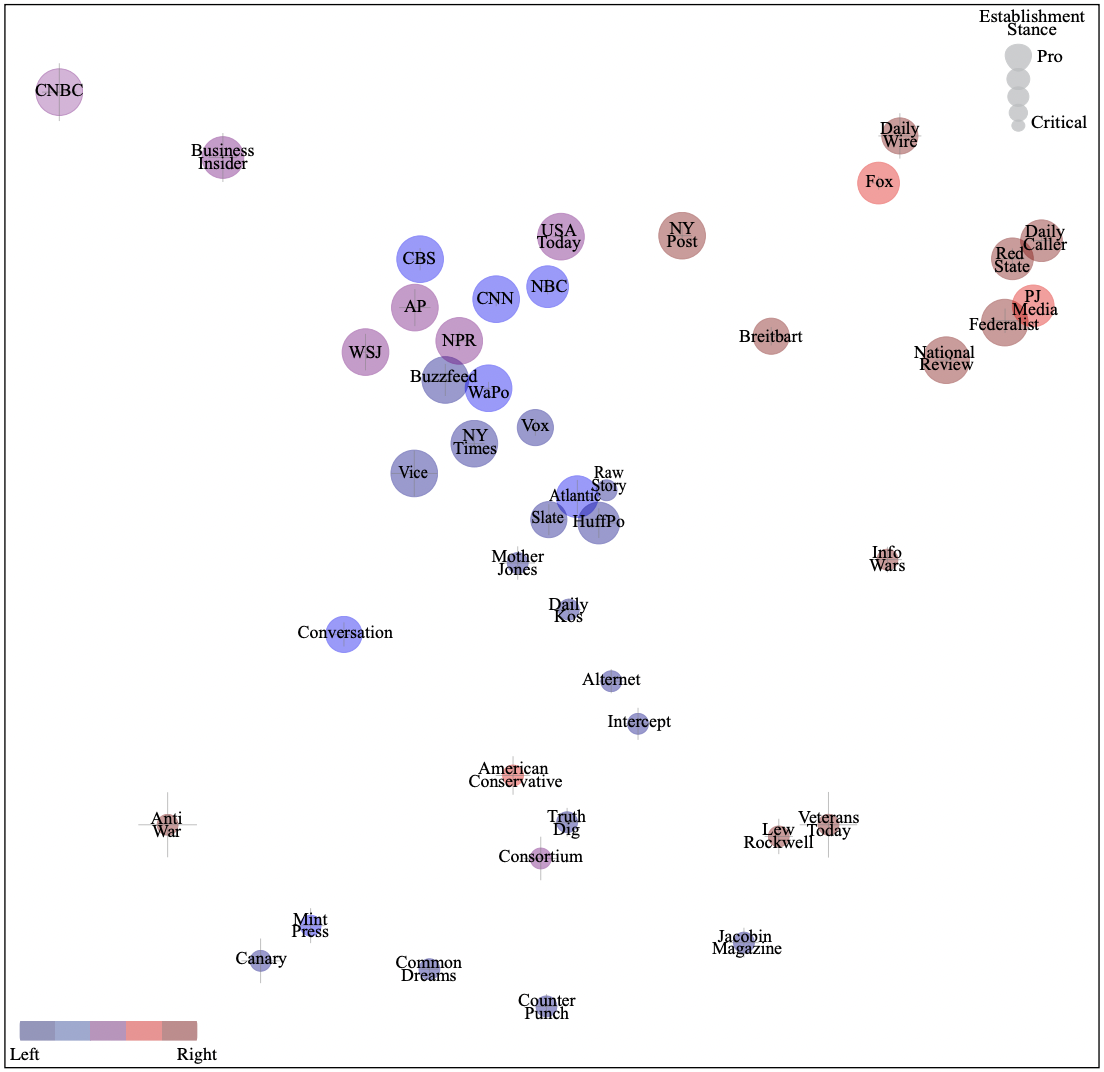 Establishment
Stance
Pro
Critical
CNBC
Business
Insider
Daily
Wire
Fox
USA
Today
NY
Post
Daily
Caller
Red
State
CBS
NBC
CNN
AP
PJ
Media
Federalist
NPR
WSJ
Breitbart
National
Review
Buzzfeed
WaPo
Vox
NY
Times
Vice
Raw
Story
Atlantic
Slate
HuffPo
Mother
Jones
Info
Wars
Daily
Kos
Conversation
Alternet
Intercept
American
Conservative
Anti
War
Truth
Dig
Veterans
Today
Lew
Rockwell
Consortium
Mint
Press
Jacobin
Magazine
Canary
Common
Dreams
Counter
Punch
Left
Right